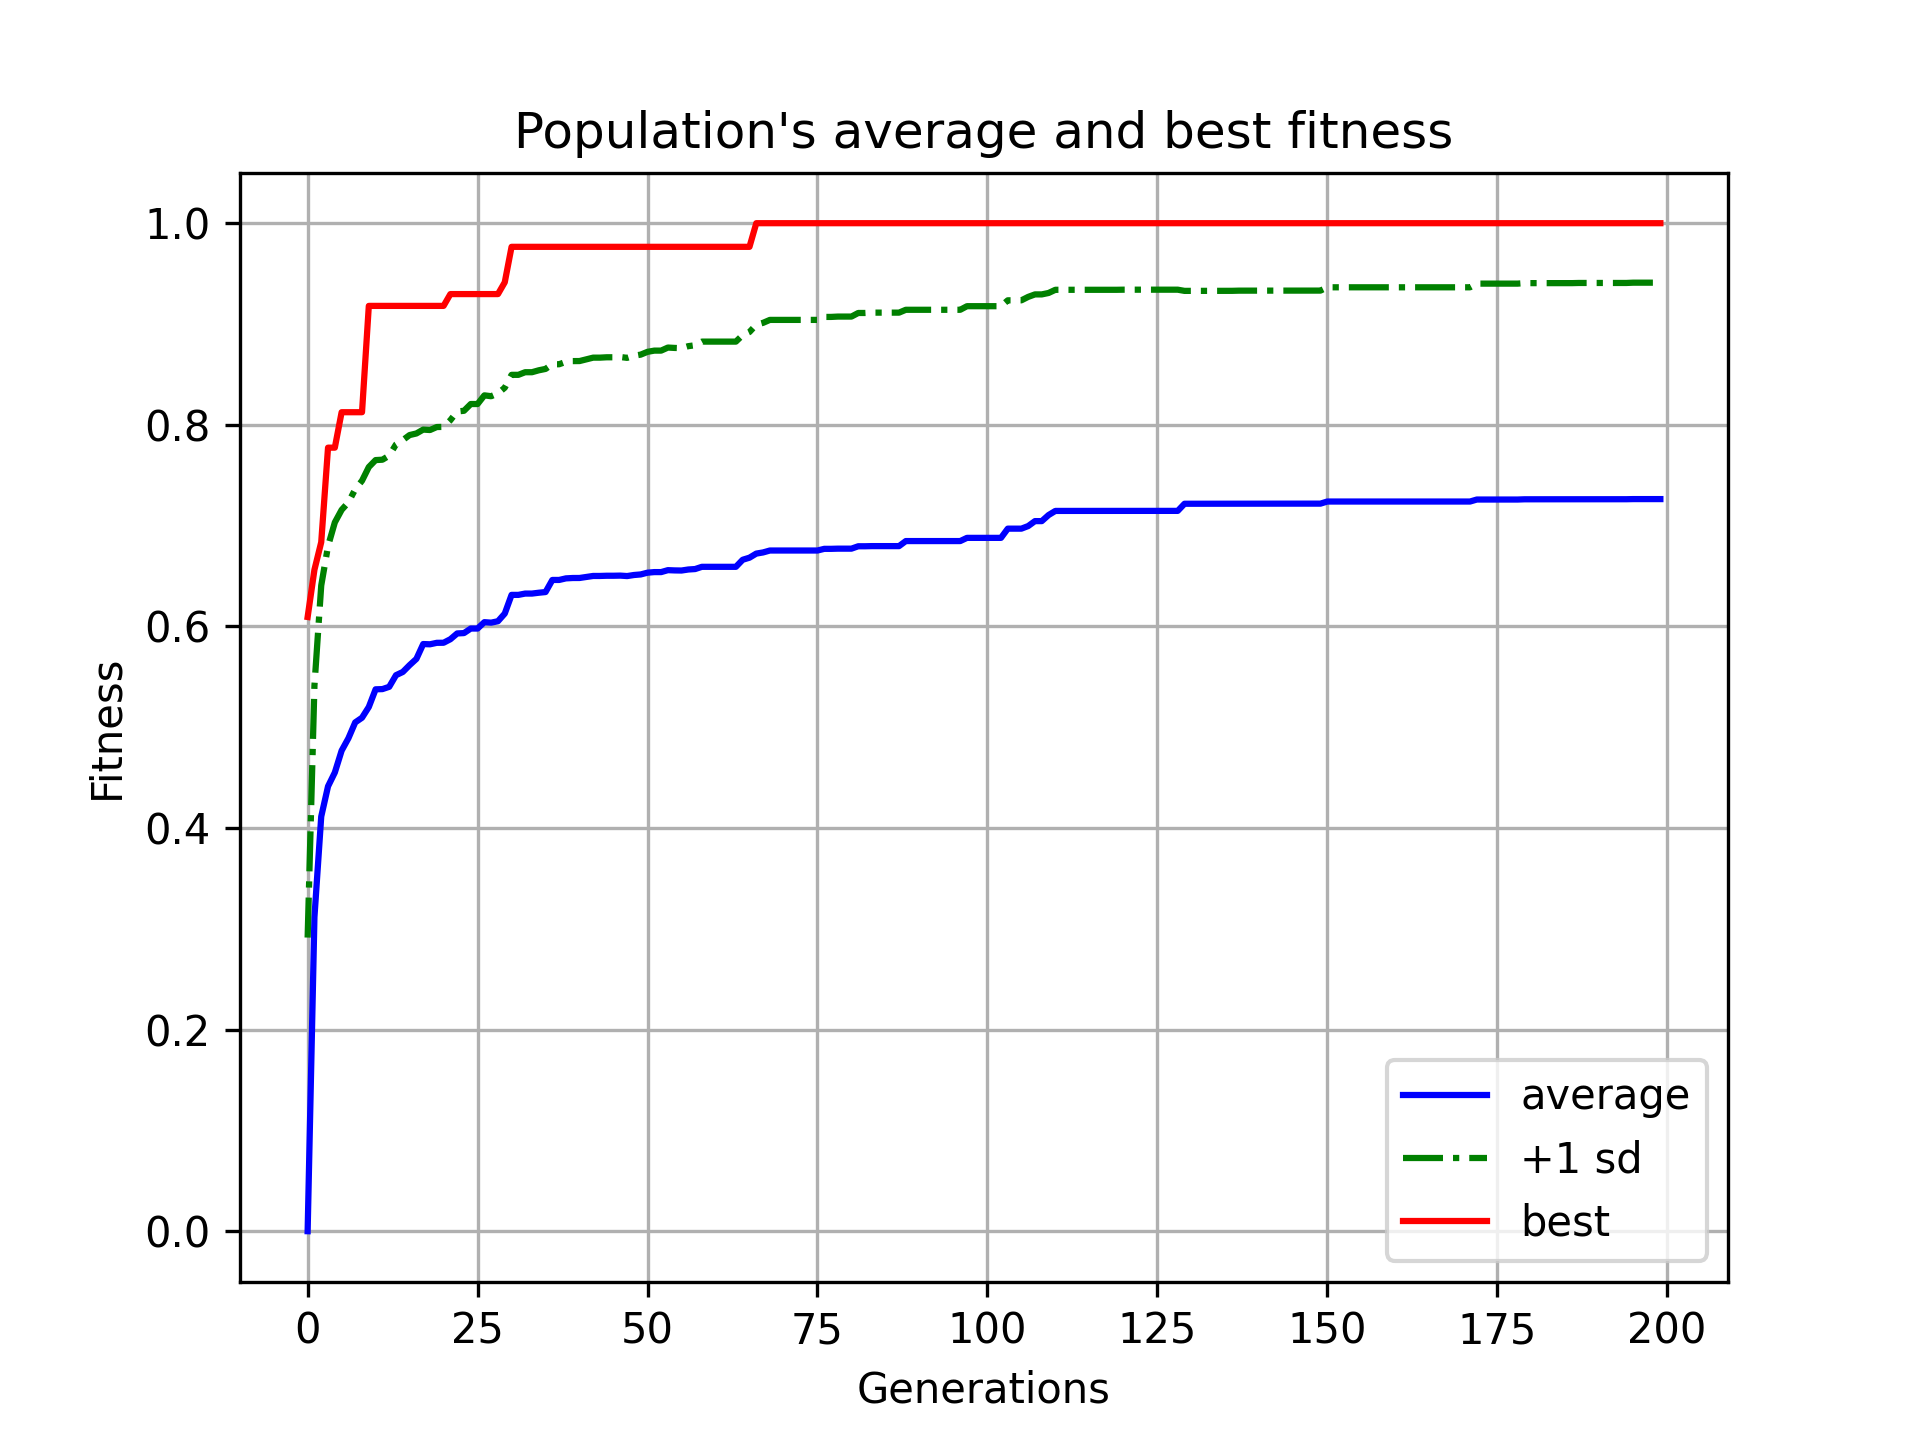 Population's average and best fitness
1.0
0.8
0.6
0.4
0.2
0.0
Fitness
average
+1 sd
best
0 25 50 75 100 125 150 175 200
Generations